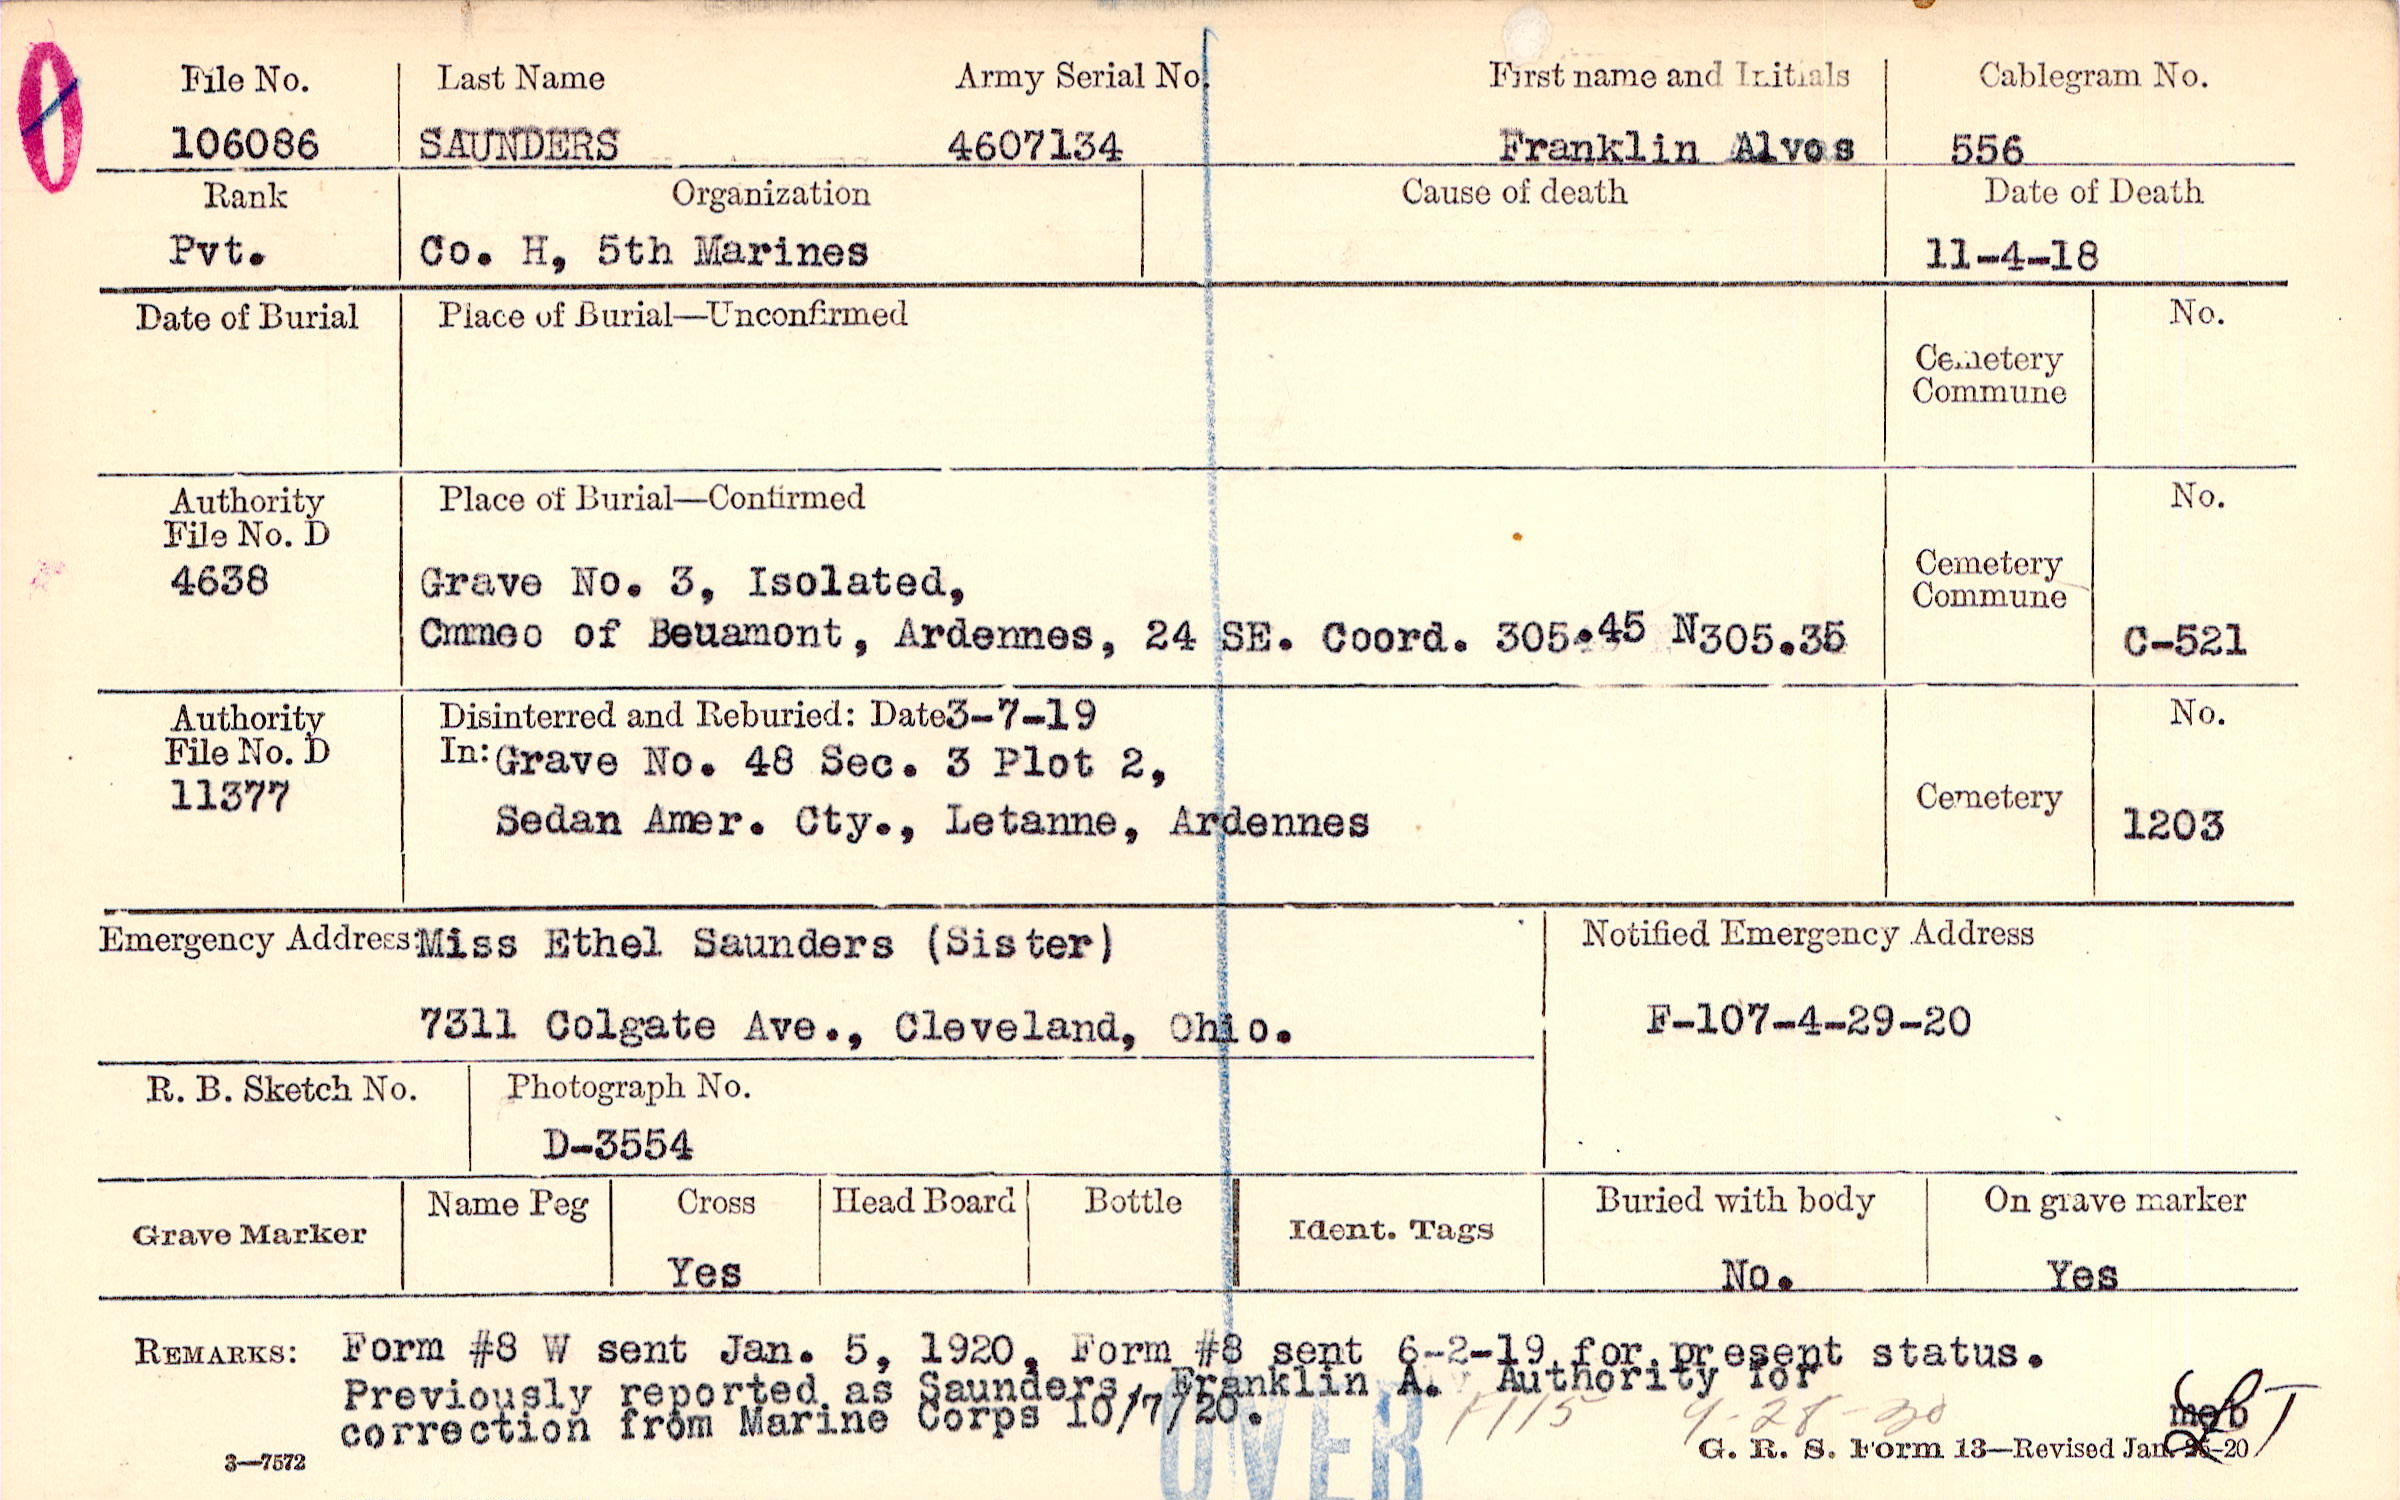 File No. Last Name Army Serial No. First name and Initials Cablegram No.
106086 SAUNDERS 4607134 Franklin Alvos 556
Rank Organization Cause of death Date of Death
Pvt. Co. H, 5th Marines 11-4-18
Date of Burial Place of Burial—Unconfirmed No.
Cemetery
Commune
Authority Place of Burial—Confirmed No.
File No. D
4638 Grave No. 3, Isolated, Cemetery
Commune
Cmmeo of Beuamont, Ardennes, 24 SE. Coord. 305.45 N305.35 C-521
Authority Disinterred and Reburied: Date 3-7-19 No.
File No. D In: Grave No. 48 Sec. 3 Plot 2,
11377 Cemetery
Sedan Amer. Cty., Letanne, Ardennes 1203
Emergency Address: Miss Ethel Saunders (Sister) Notified Emergency Address
7311 Colgate Ave., Cleveland, Ohio. F-107-4-29-20
R. B. Sketch No. Photograph No.
D-3554
Name Peg Cross Head Board Bottle Buried with body On grave marker
Grave Marker Ident. Tags
Yes No. Yes
REMARKS: Form #8 W sent Jan. 5, 1920, Form #8 sent 6-2-19 for present status.
Previously reported as Saunders, Franklin A. Authority for
correction from Marine Corps 10/7/20.
OVER
3—7572 G. R. S. Form 13—Revised Jan. -20